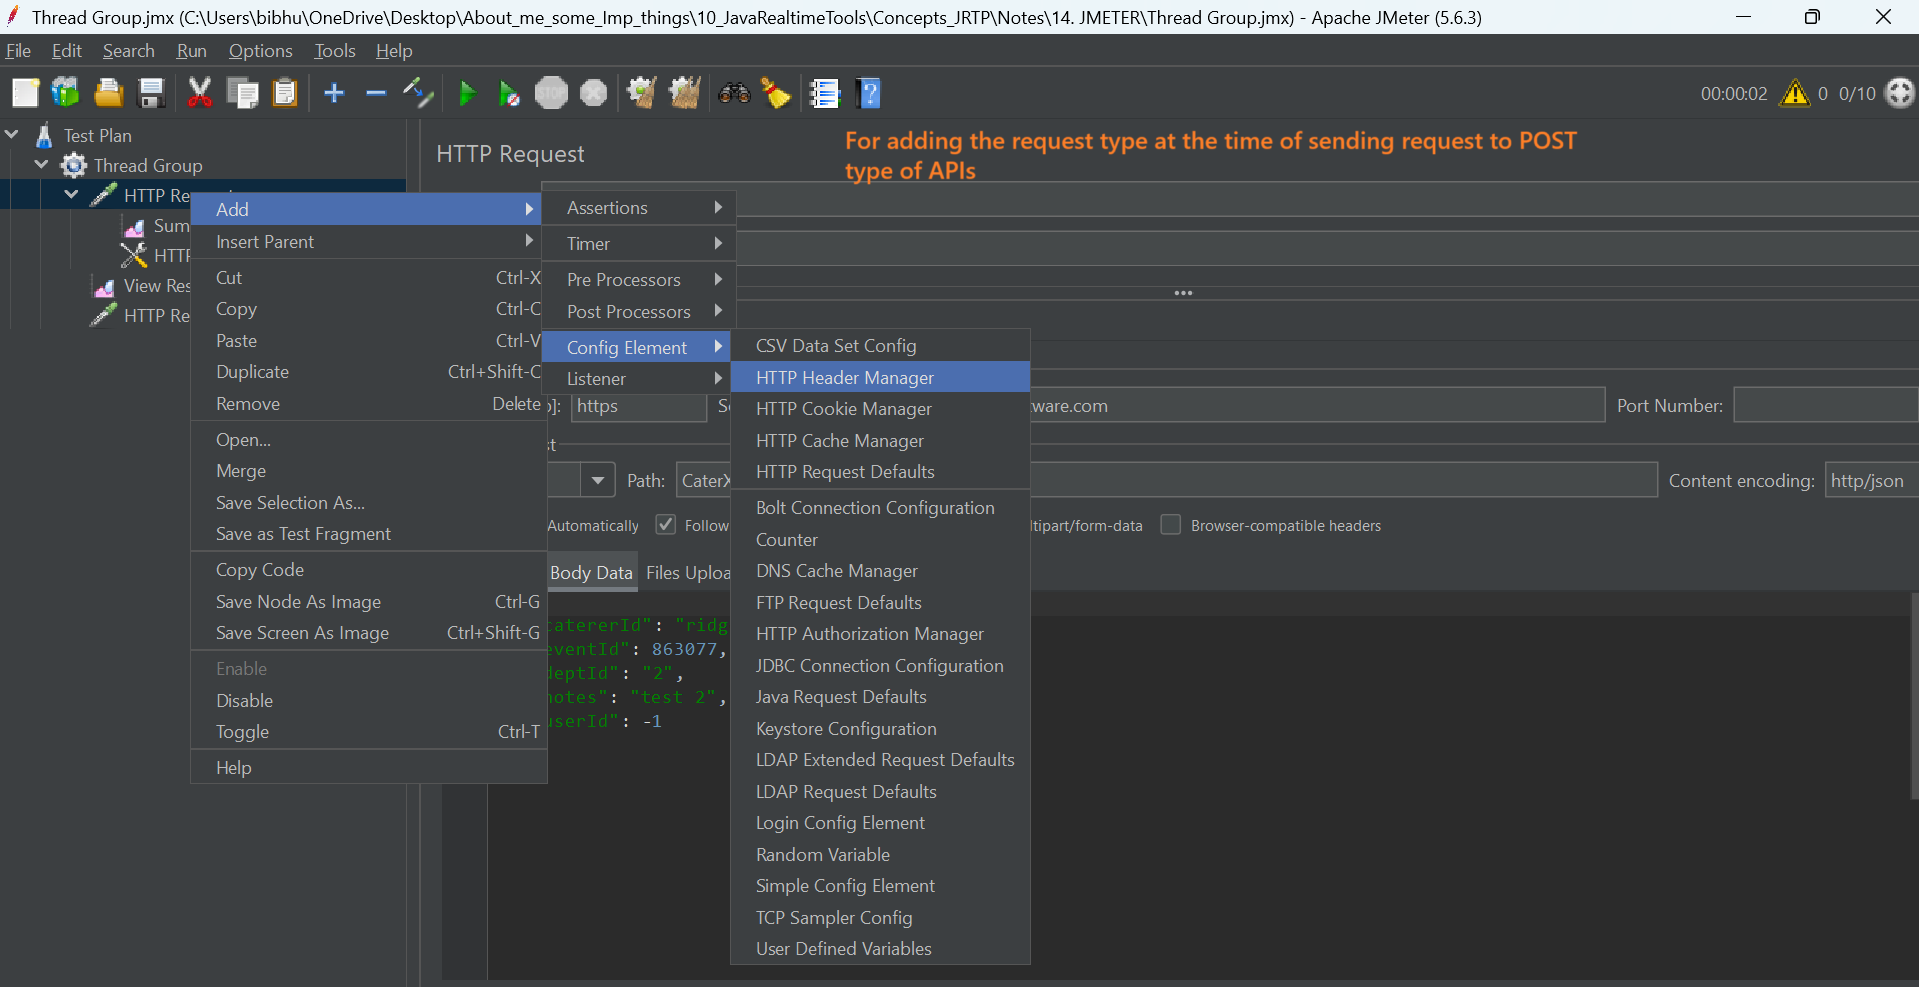 Thread Group.jmx (C:\Users\bibhu\OneDrive\Desktop\About_me_some_Imp_things\10_JavaRealtimeTools\Concepts_JRTP\Notes\14. JMETER\Thread Group.jmx) - Apache JMeter (5.6.3)
File Edit Search Run Options Tools Help
STOP 00:00:02 0 0/10
Test Plan
Thread Group
HTTP Re
Sum
HTTP
View Res
HTTP Re
HTTP Request
For adding the request type at the time of sending request to POST
type of APIs
Add
Insert Parent
Cut Ctrl-X
Copy Ctrl-C
Paste Ctrl-V
Duplicate Ctrl+Shift-C
Remove Delete
Open...
Merge
Save Selection As...
Save as Test Fragment
Copy Code
Save Node As Image Ctrl-G
Save Screen As Image Ctrl+Shift-G
Enable
Disable
Toggle Ctrl-T
Help
Assertions
Timer
Pre Processors
Post Processors
Config Element
Listener
CSV Data Set Config
HTTP Header Manager
HTTP Cookie Manager
HTTP Cache Manager
HTTP Request Defaults
Bolt Connection Configuration
Counter
DNS Cache Manager
FTP Request Defaults
HTTP Authorization Manager
JDBC Connection Configuration
Java Request Defaults
Keystore Configuration
LDAP Extended Request Defaults
LDAP Request Defaults
Login Config Element
Random Variable
Simple Config Element
TCP Sampler Config
User Defined Variables
]: https Se ware.com Port Number:
st
Path: CaterX Content encoding: http/json
Automatically Follow ltipart/form-data Browser-compatible headers
Body Data Files Uploa
catererId": "ridg
eventId": 863077,
deptId": "2",
notes": "test 2",
userId": -1